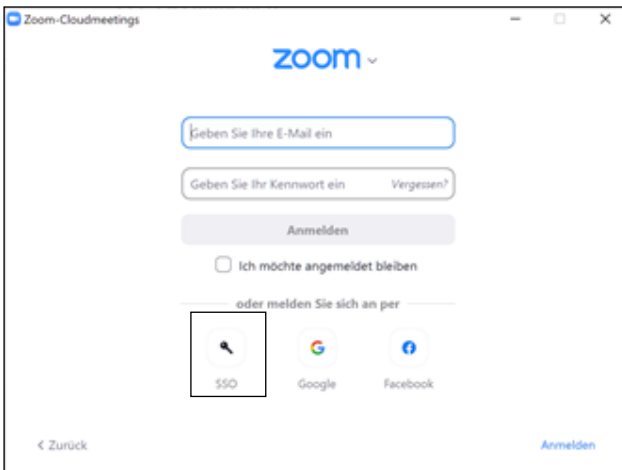 Zoom-Cloudmeetings
zoom
Geben Sie Ihre E-Mail ein
Geben Sie Ihr Kennwort ein Vergessen?
Anmelden
Ich möchte angemeldet bleiben
oder melden Sie sich an per
SSO Google Facebook
< Zurück Anmelden